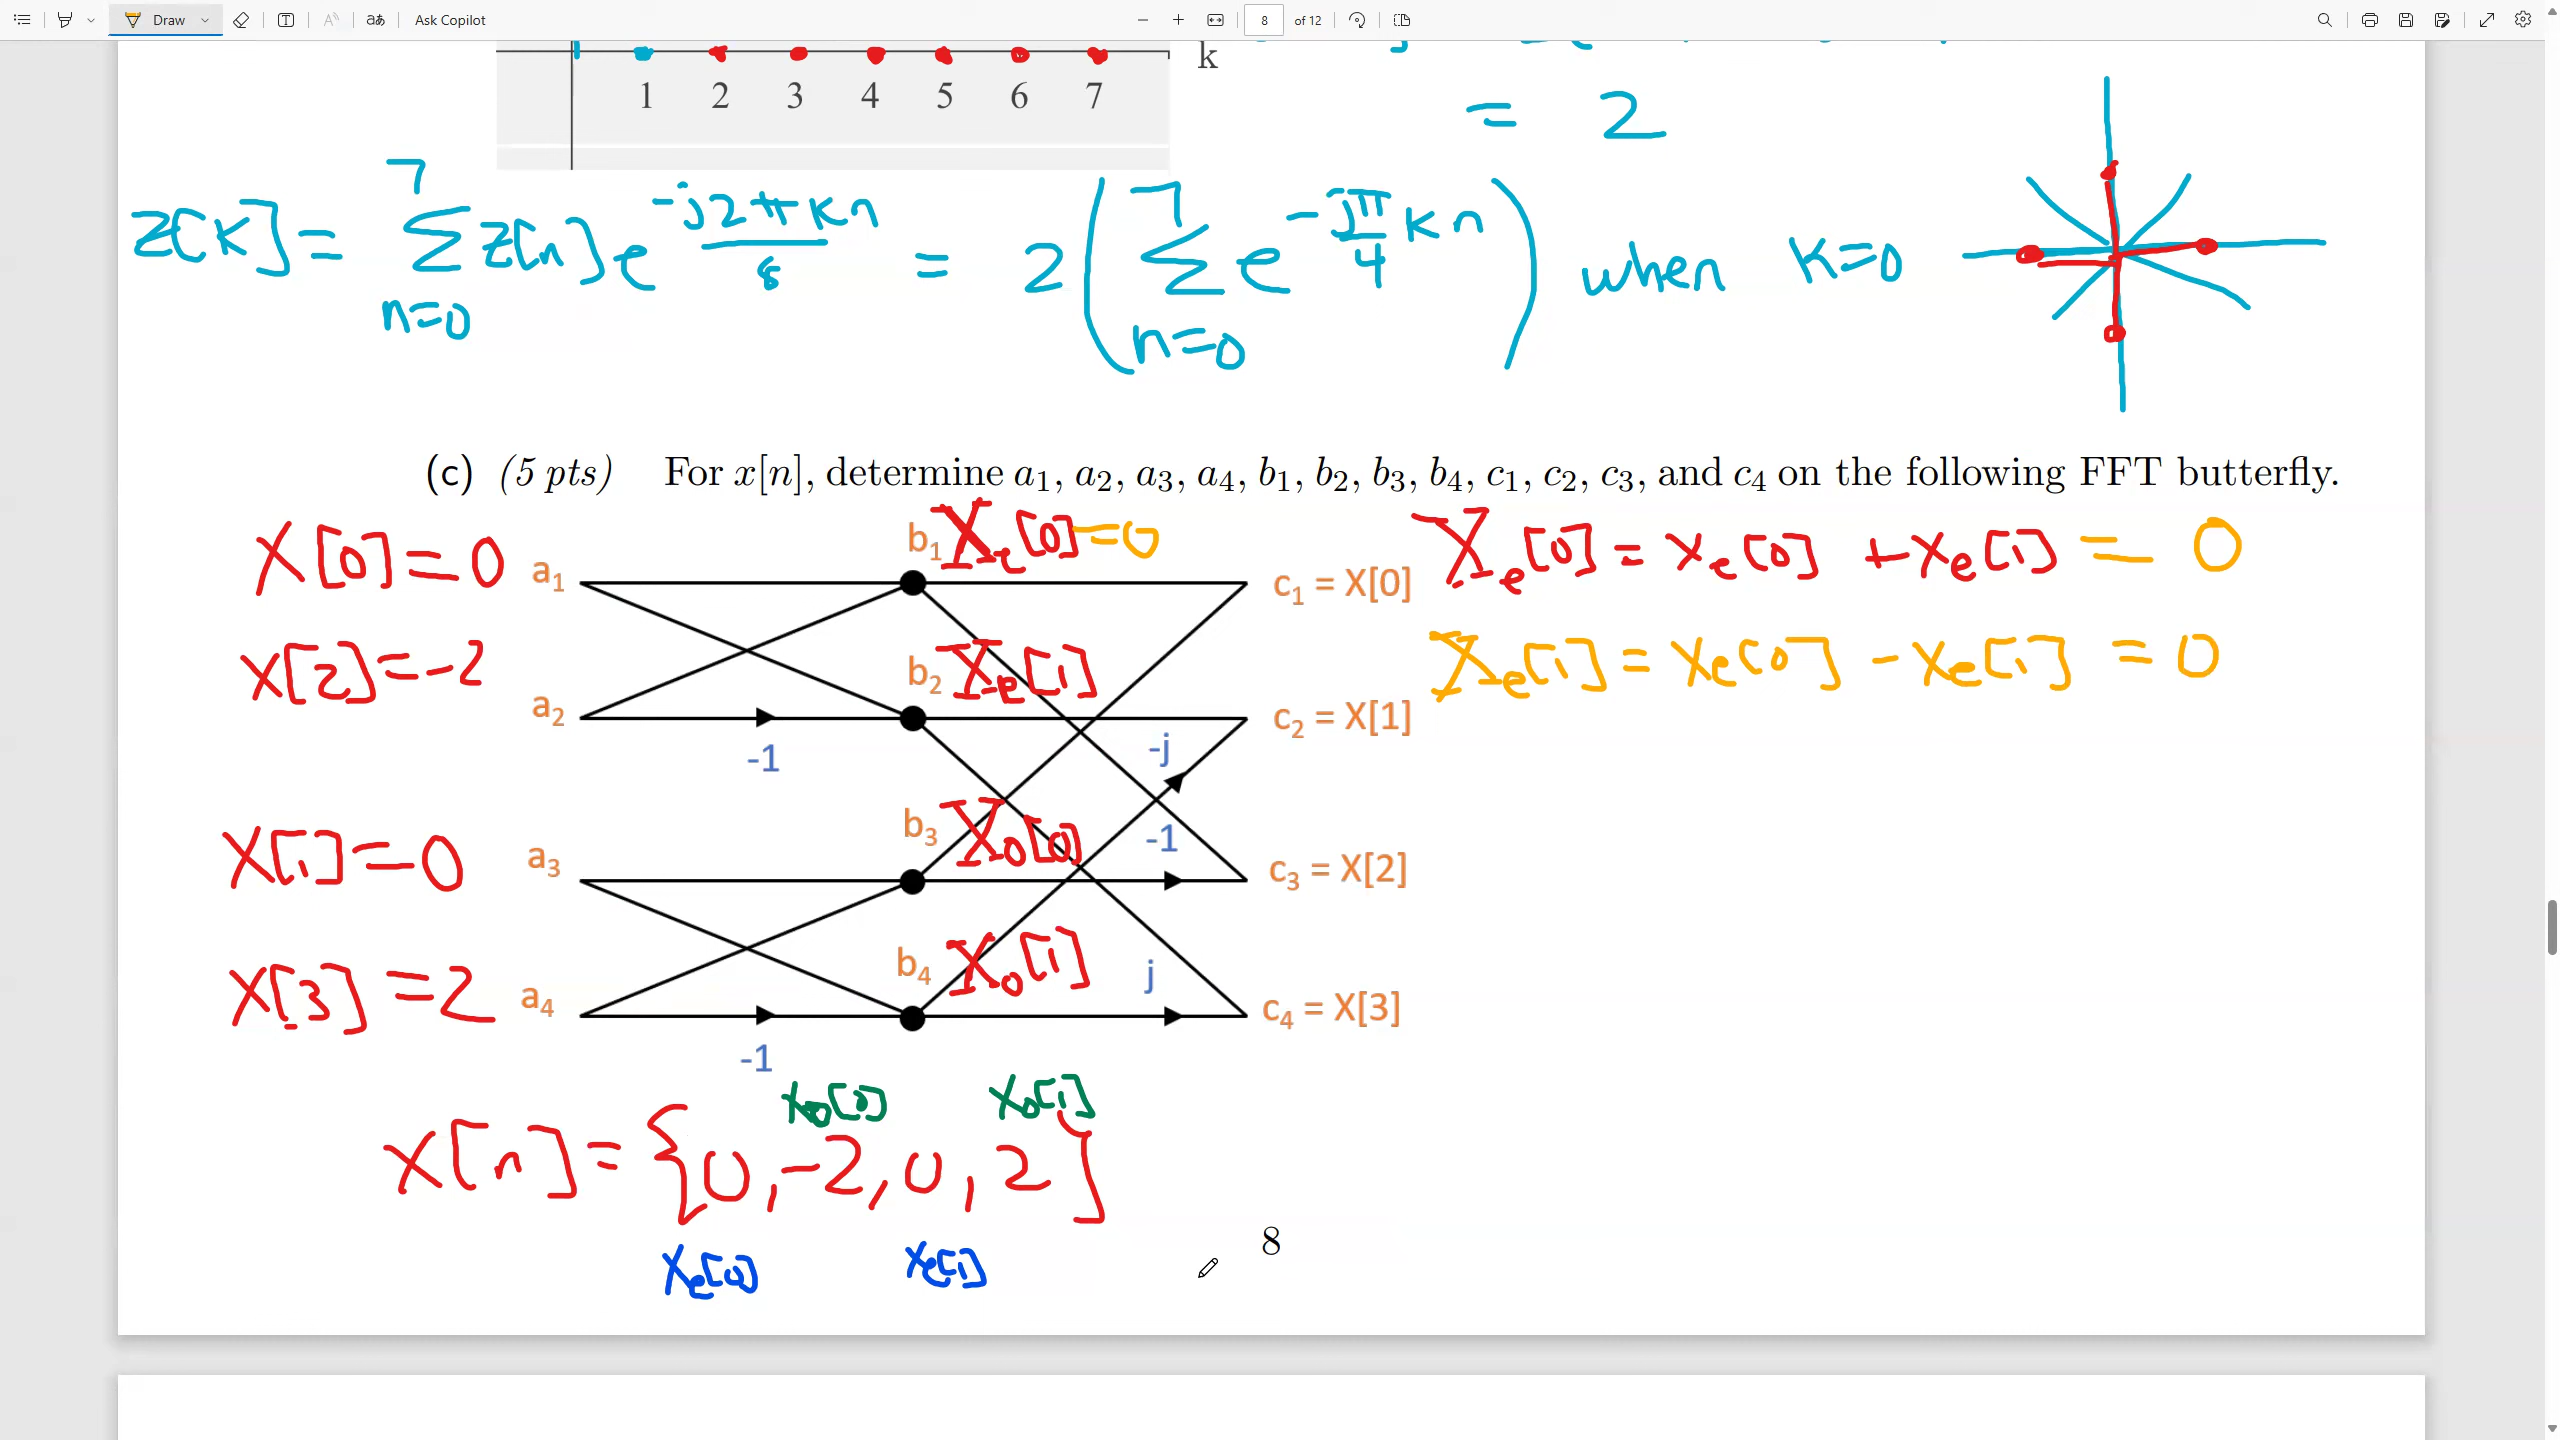 Draw Ask Copilot 8 of 12
k
1 2 3 4 5 6 7
= 2
Z[K] = 7 Σ n=0 z[n] e -j2πkn 8 = 2 ( 7 Σ n=0 e -jπ 4 kn ) when K=0
(c) (5 pts) For x[n], determine a1, a2, a3, a4, b1, b2, b3, b4, c1, c2, c3, and c4 on the following FFT butterfly.
X[0]=0 a1 b1 Xe[0]=0 c1 = X[0] Xe[0] = xe[0] + xe[1] = 0
X[2]=-2 a2 b2 Xe[1] c2 = X[1] Xe[1] = xe[0] - xe[1] = 0
-1 -j
X[1]=0 a3 b3 Xo[0] -1 c3 = X[2]
X[3]=2 a4 b4 Xo[1] j c4 = X[3]
-1
xo[0] xo[1]
x[n] = {0, -2, 0, 2}
8
xe[0] xe[1]